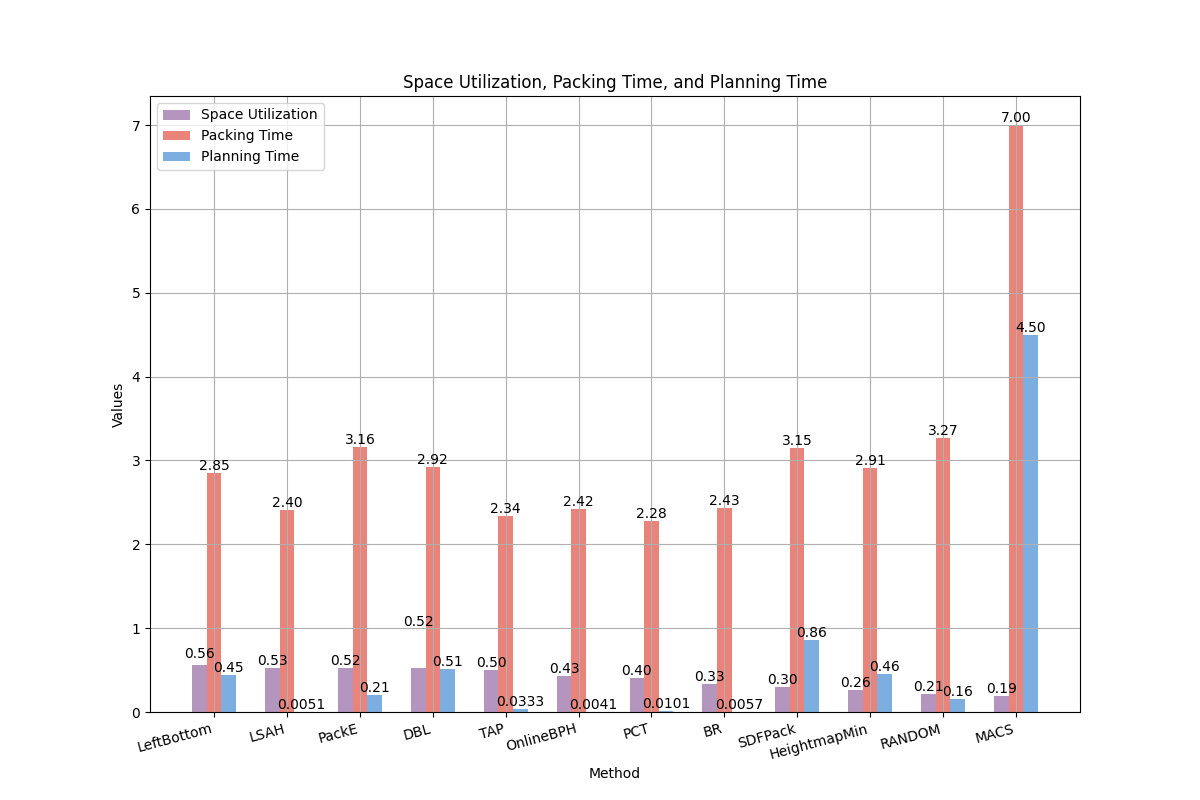 Space Utilization, Packing Time, and Planning Time
Space Utilization
Packing Time
Planning Time
Values
7
6
5
4
3
2
1
0
0.56
2.85
0.45
0.53
2.40
0.0051
0.52
3.16
0.21
0.52
2.92
0.51
0.50
2.34
0.0333
0.43
2.42
0.0041
0.40
2.28
0.0101
0.33
2.43
0.0057
0.30
3.15
0.86
0.26
2.91
0.46
0.21
3.27
0.16
0.19
7.00
4.50
LeftBottom
LSAH
PackE
DBL
TAP
OnlineBPH
PCT
BR
SDFPack
HeightmapMin
RANDOM
MACS
Method